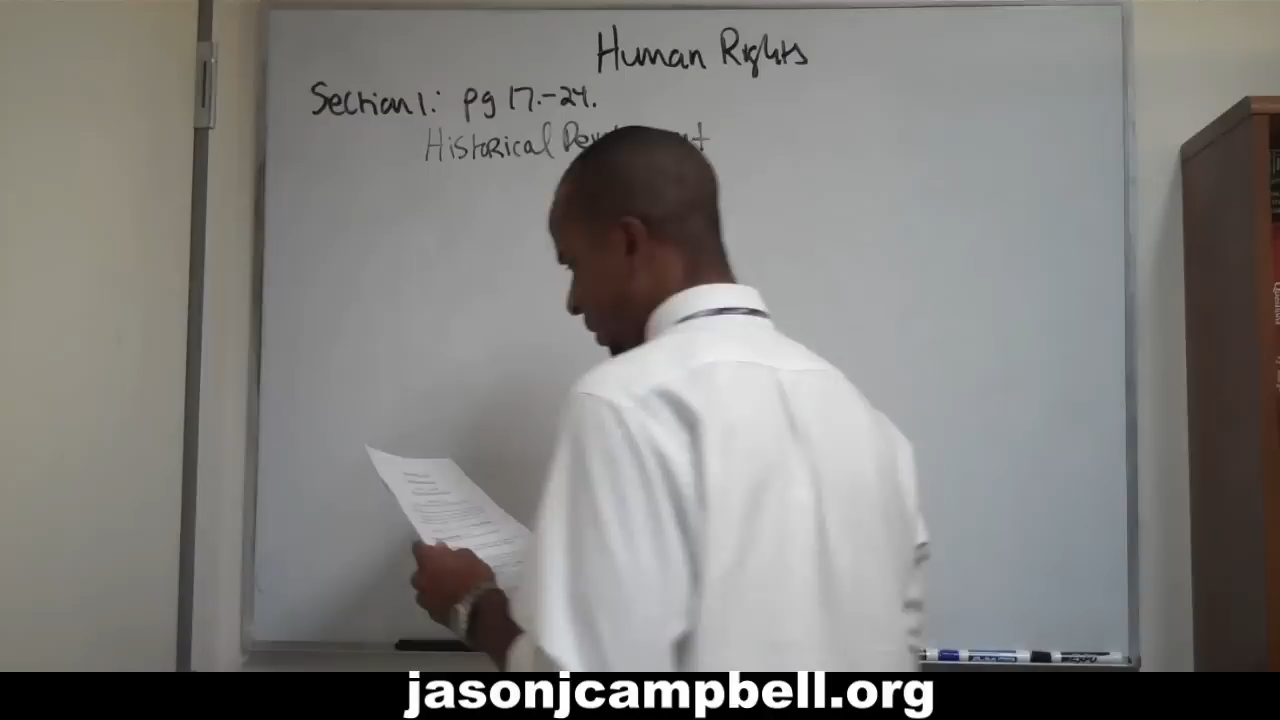 Human Rights
Section 1: pg 17.-24.
Historical
jasonjcampbell.org